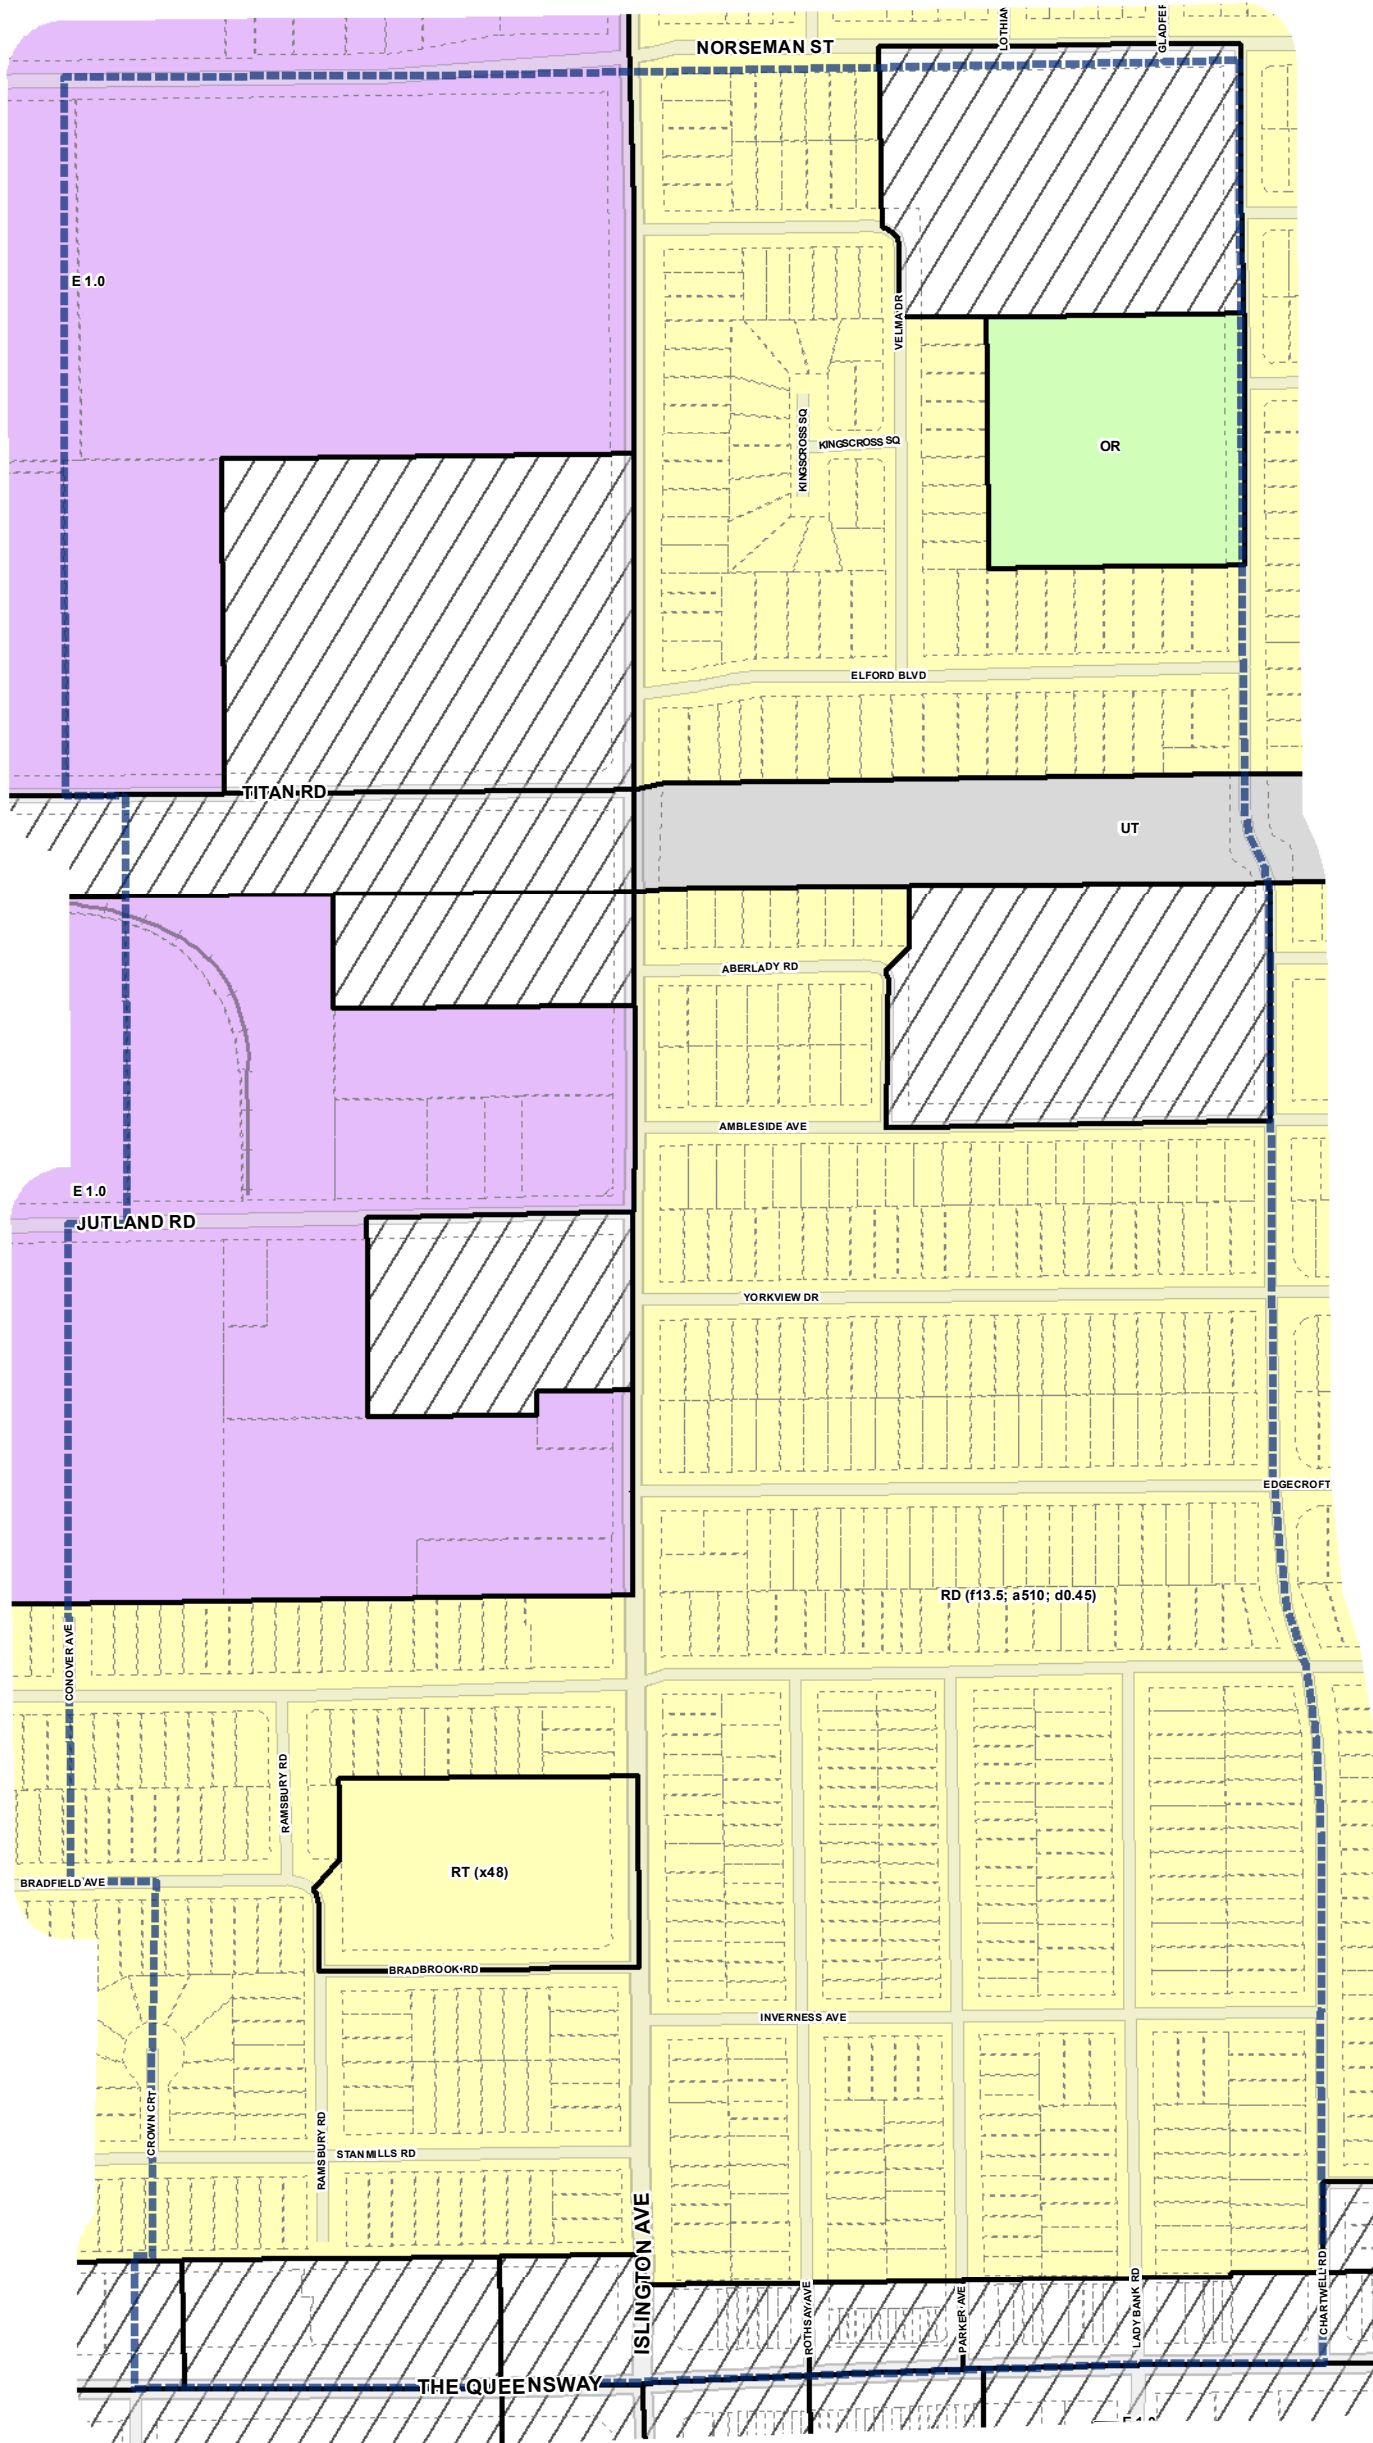 LOTHIAN
GLADFER
NORSEMAN ST
E 1.0
VELMA DR
KINGSCROSS SQ
KINGSCROSS SQ
OR
ELFORD BLVD
TITAN RD
UT
ABERLADY RD
AMBLESIDE AVE
E 1.0
JUTLAND RD
YORKVIEW DR
EDGECROFT
RD (f13.5; a510; d0.45)
CONOVER AVE
RAMSBURY RD
RT (x48)
BRADFIELD AVE
BRADBROOK RD
INVERNESS AVE
CROWN CRT
RAMSBURY RD
STANMILLS RD
ISLINGTON AVE
ROTHSAY AVE
PARKER AVE
LADY BANK RD
CHARTWELL RD
THE QUEENSWAY